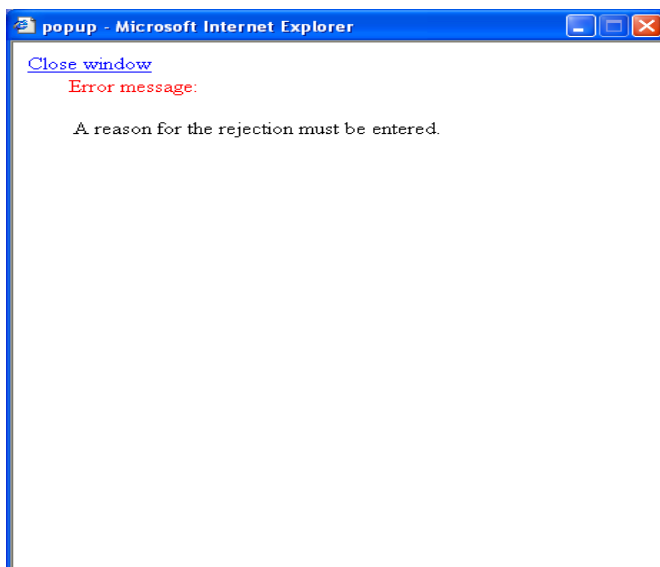 popup - Microsoft Internet Explorer
Close window
Error message:
A reason for the rejection must be entered.